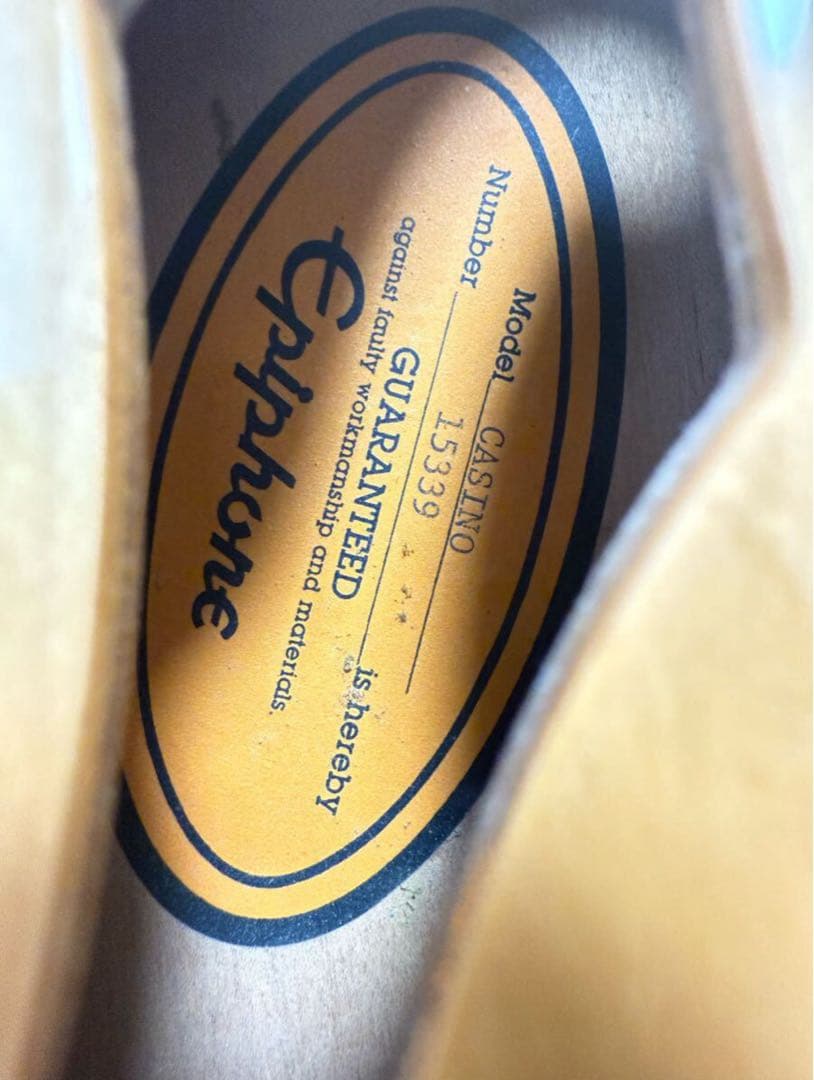 Model CASINO
Number 15339 is hereby
GUARANTEED
against faulty workmanship and materials.
Epiphone